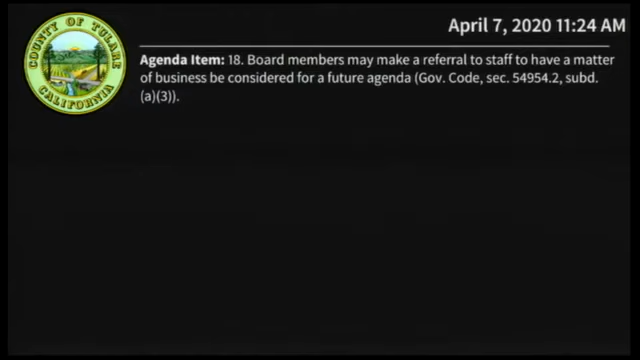 COUNTY OF TULARE
CALIFORNIA
April 7, 2020 11:24 AM
Agenda Item: 18. Board members may make a referral to staff to have a matter
of business be considered for a future agenda (Gov. Code, sec. 54954.2, subd.
(a)(3)).